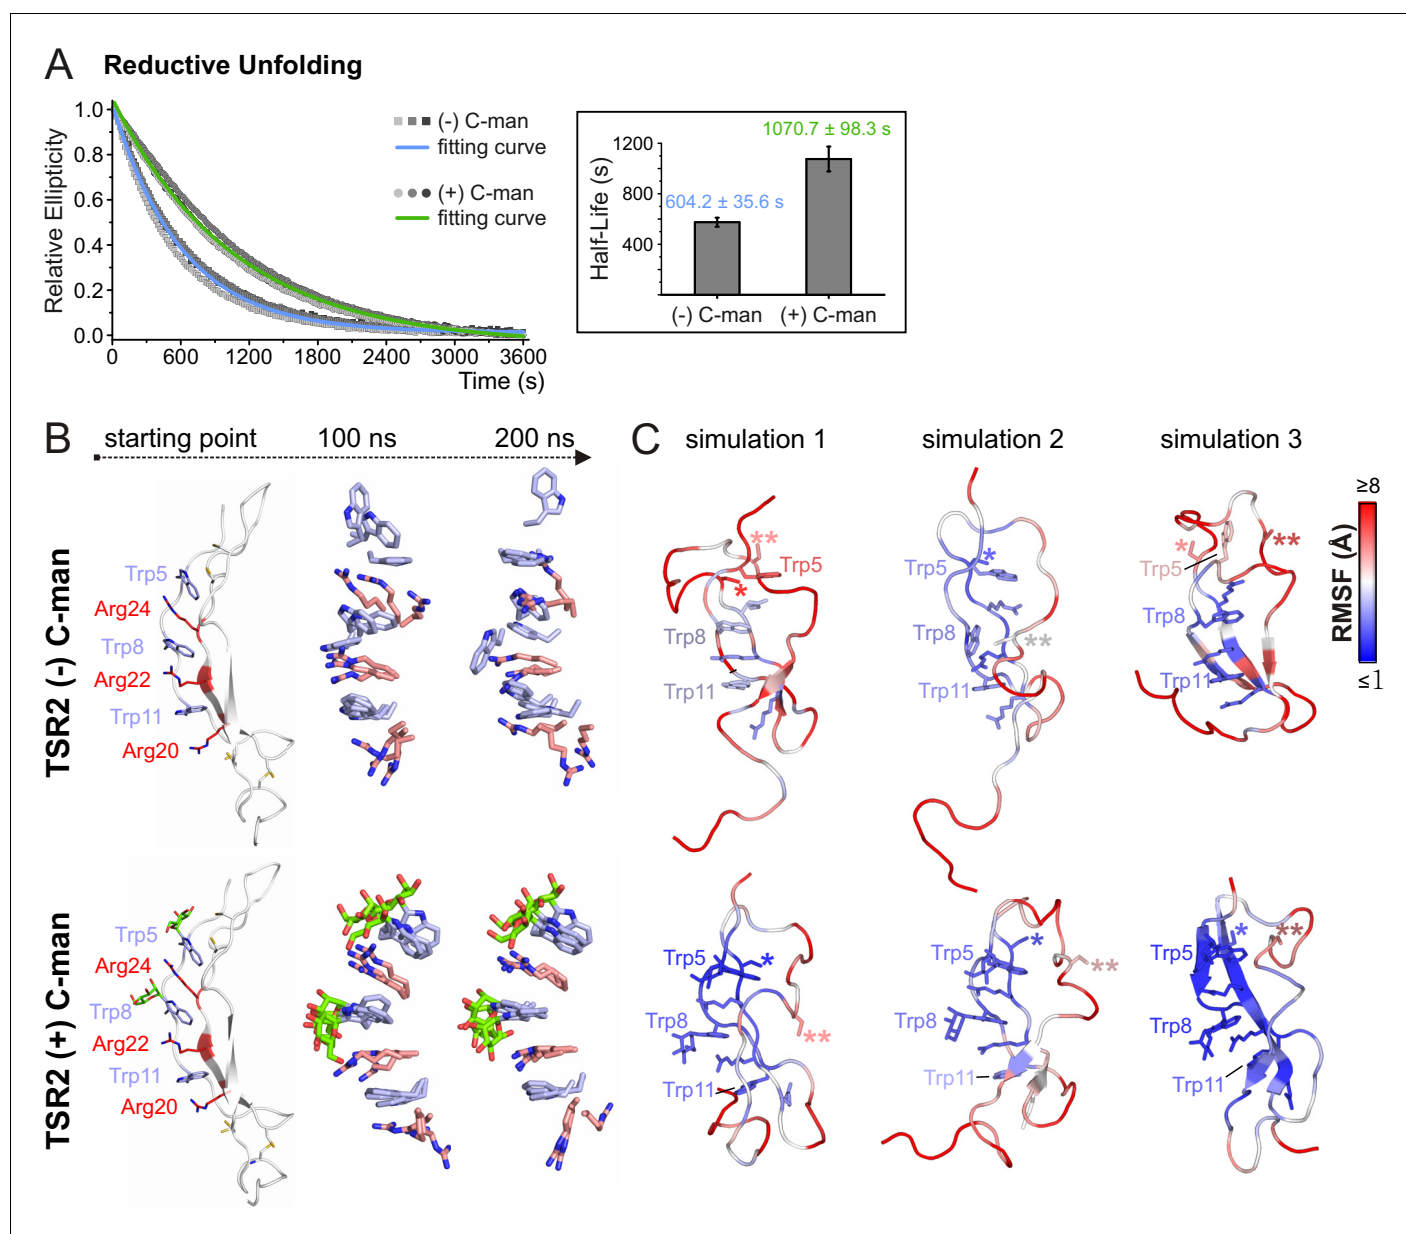 A Reductive Unfolding
Relative Ellipticity
1.0
0.8
0.6
0.4
0.2
0.0
0 600 1200 1800 2400 3000 3600
Time (s)
(-) C-man
fitting curve
(+) C-man
fitting curve
Half-Life (s)
1200
800
400
1070.7 ± 98.3 s
604.2 ± 35.6 s
(-) C-man (+) C-man
B starting point 100 ns 200 ns
TSR2 (-) C-man
Trp5
Arg24
Trp8
Arg22
Trp11
Arg20
TSR2 (+) C-man
Trp5
Arg24
Trp8
Arg22
Trp11
Arg20
C simulation 1 simulation 2 simulation 3
**
Trp5
*
Trp8
Trp11
Trp5
*
Trp8
**
Trp11
*
**
Trp5
Trp8
Trp11
≥8
RMSF (Å)
≤1
Trp5
*
Trp8
**
Trp11
Trp5
*
**
Trp8
Trp11
Trp5
*
**
Trp8
Trp11